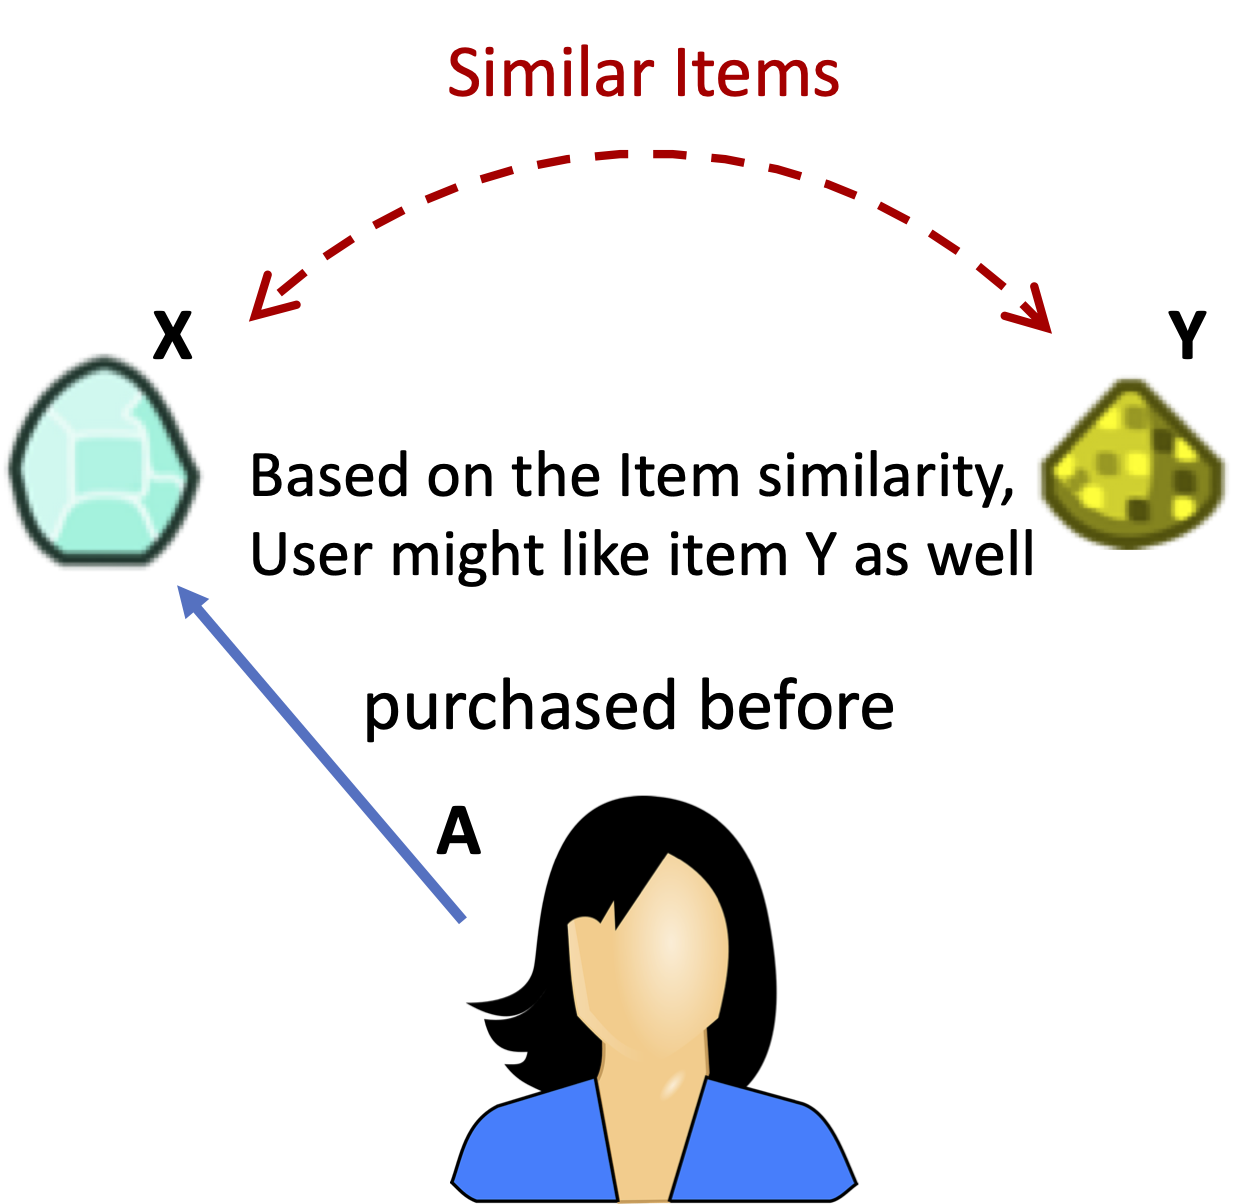 Similar Items
X
Y
Based on the Item similarity,
User might like item Y as well
purchased before
A